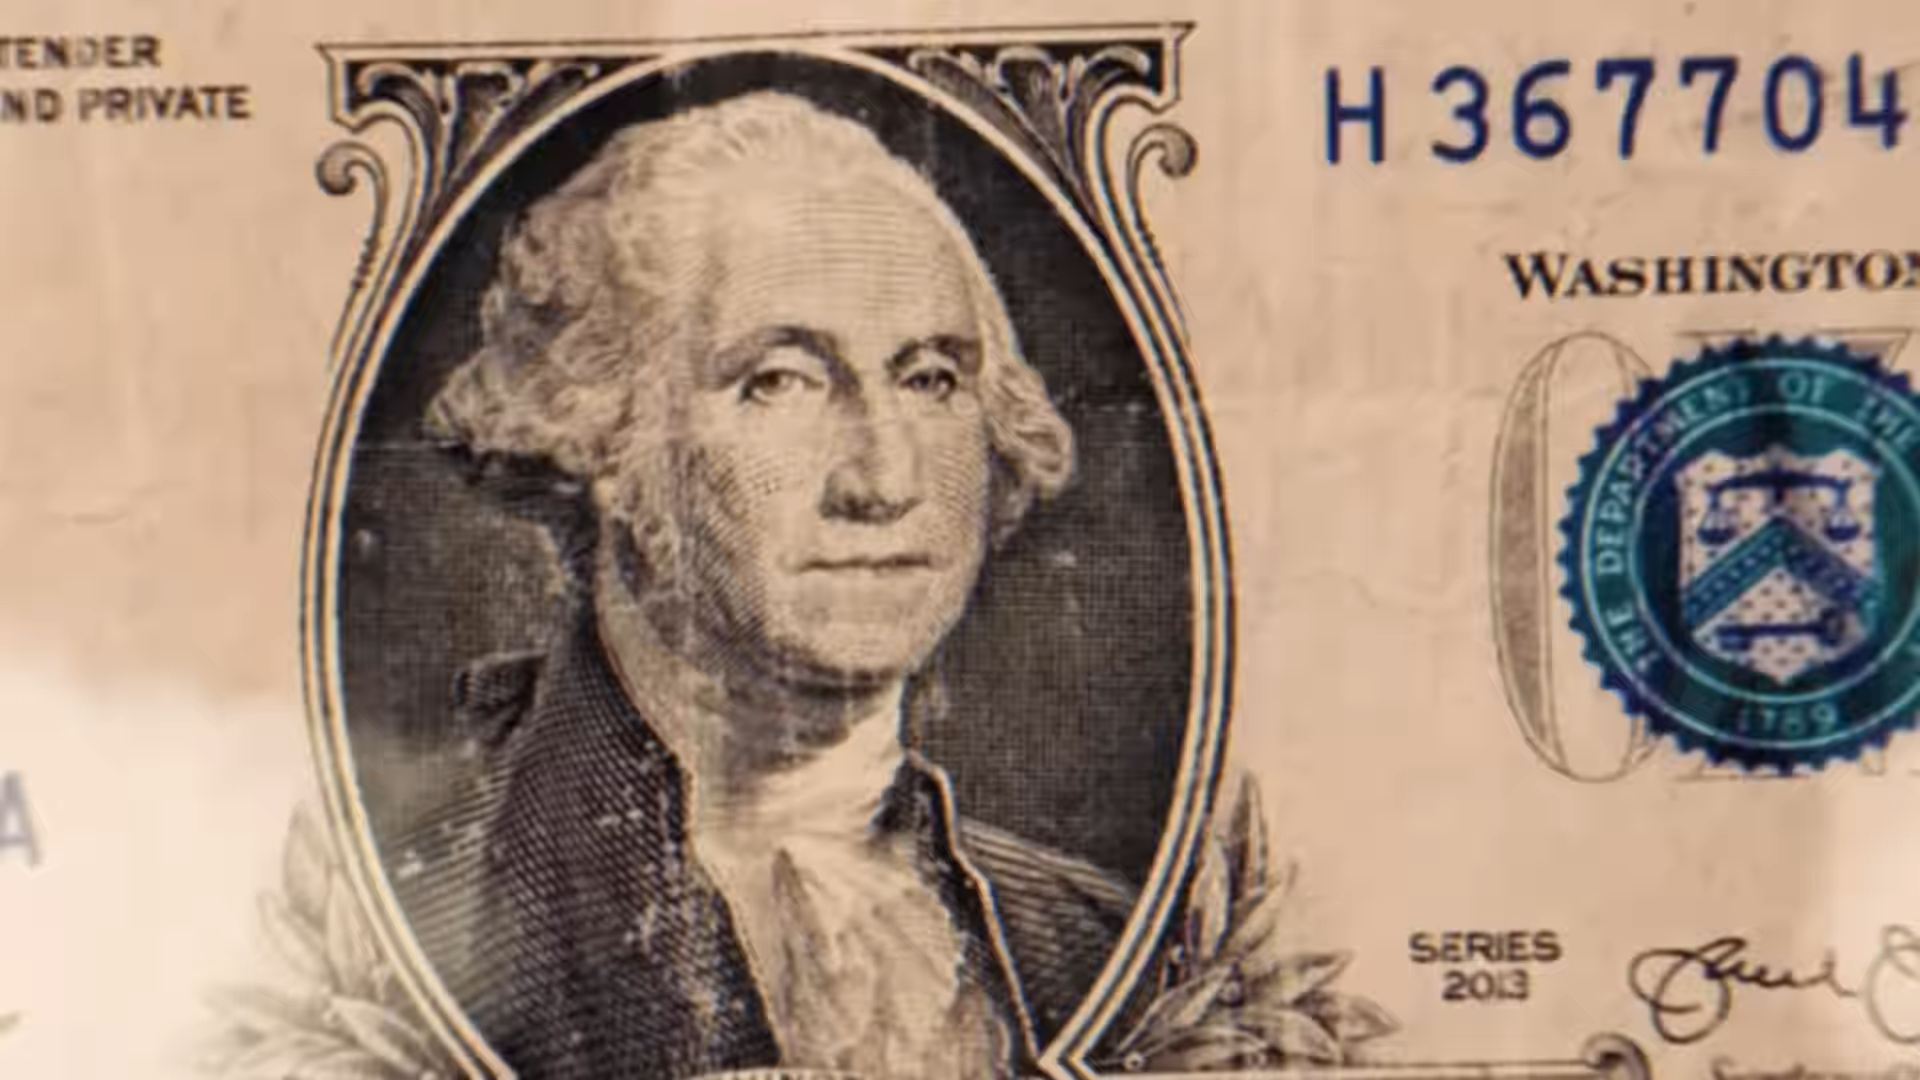 TENDER
ND PRIVATE
H 367704
WASHINGTON
THE DEPARTMENT OF THE
1789
A
SERIES
2013